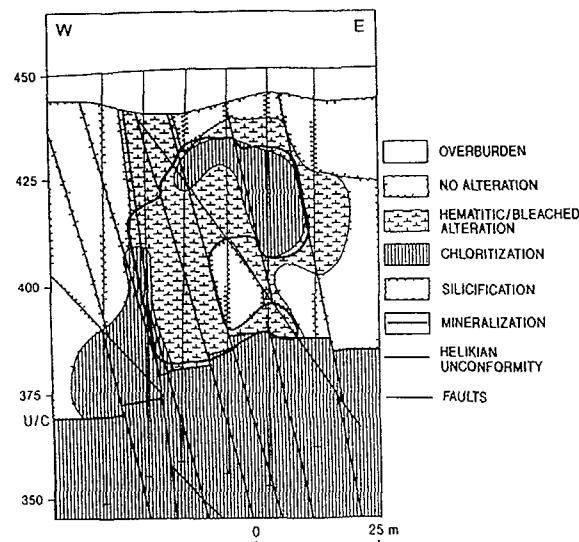 W
E
450
425
400
375
U/C
350
0
25 m
OVERBURDEN
NO ALTERATION
HEMATITIC/BLEACHED
ALTERATION
CHLORITIZATION
SILICIFICATION
MINERALIZATION
HELIKIAN
UNCONFORMITY
FAULTS